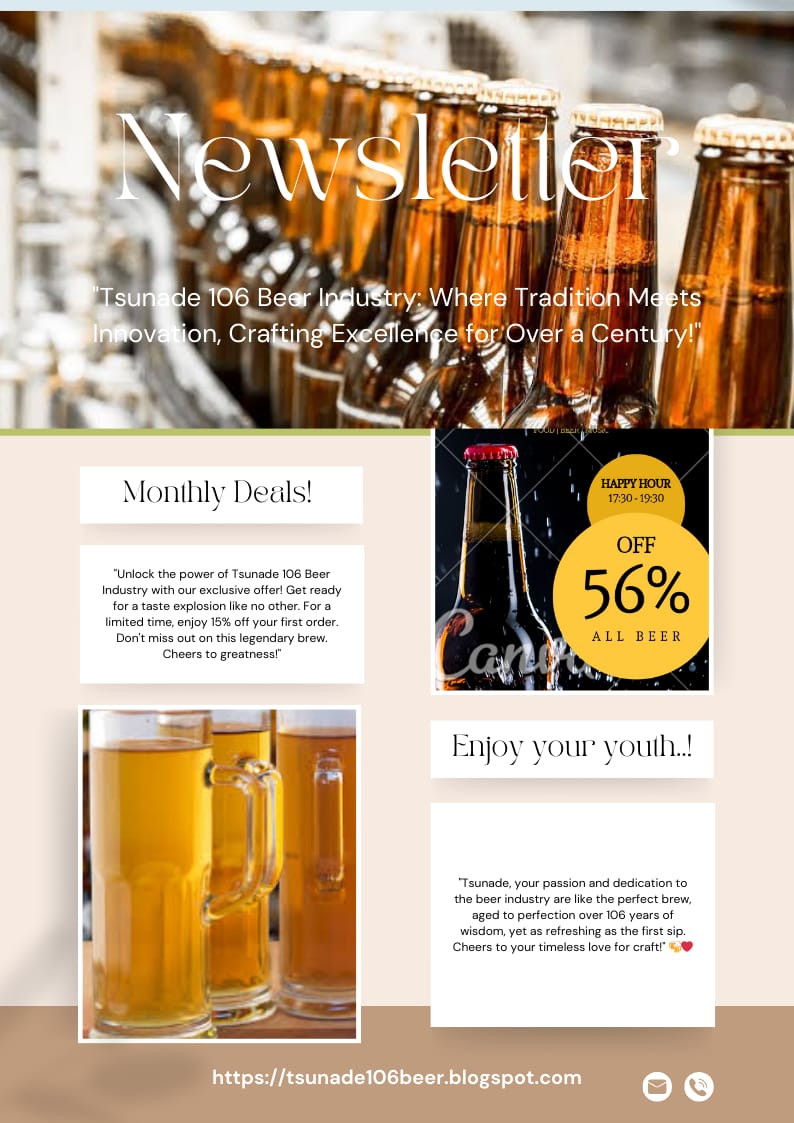 Newsletter
"Tsunade 106 Beer Industry: Where Tradition Meets
Innovation, Crafting Excellence for Over a Century!"
Monthly Deals!
"Unlock the power of Tsunade 106 Beer
Industry with our exclusive offer! Get ready
for a taste explosion like no other. For a
limited time, enjoy 15% off your first order.
Don't miss out on this legendary brew.
Cheers to greatness!"
FOOD | BEER | MUSIC
HAPPY HOUR
17:30 - 19:30
OFF
56%
ALL BEER
Canva
Enjoy your youth..!
"Tsunade, your passion and dedication to
the beer industry are like the perfect brew,
aged to perfection over 106 years of
wisdom, yet as refreshing as the first sip.
Cheers to your timeless love for craft!" 🍻❤️
https://tsunade106beer.blogspot.com